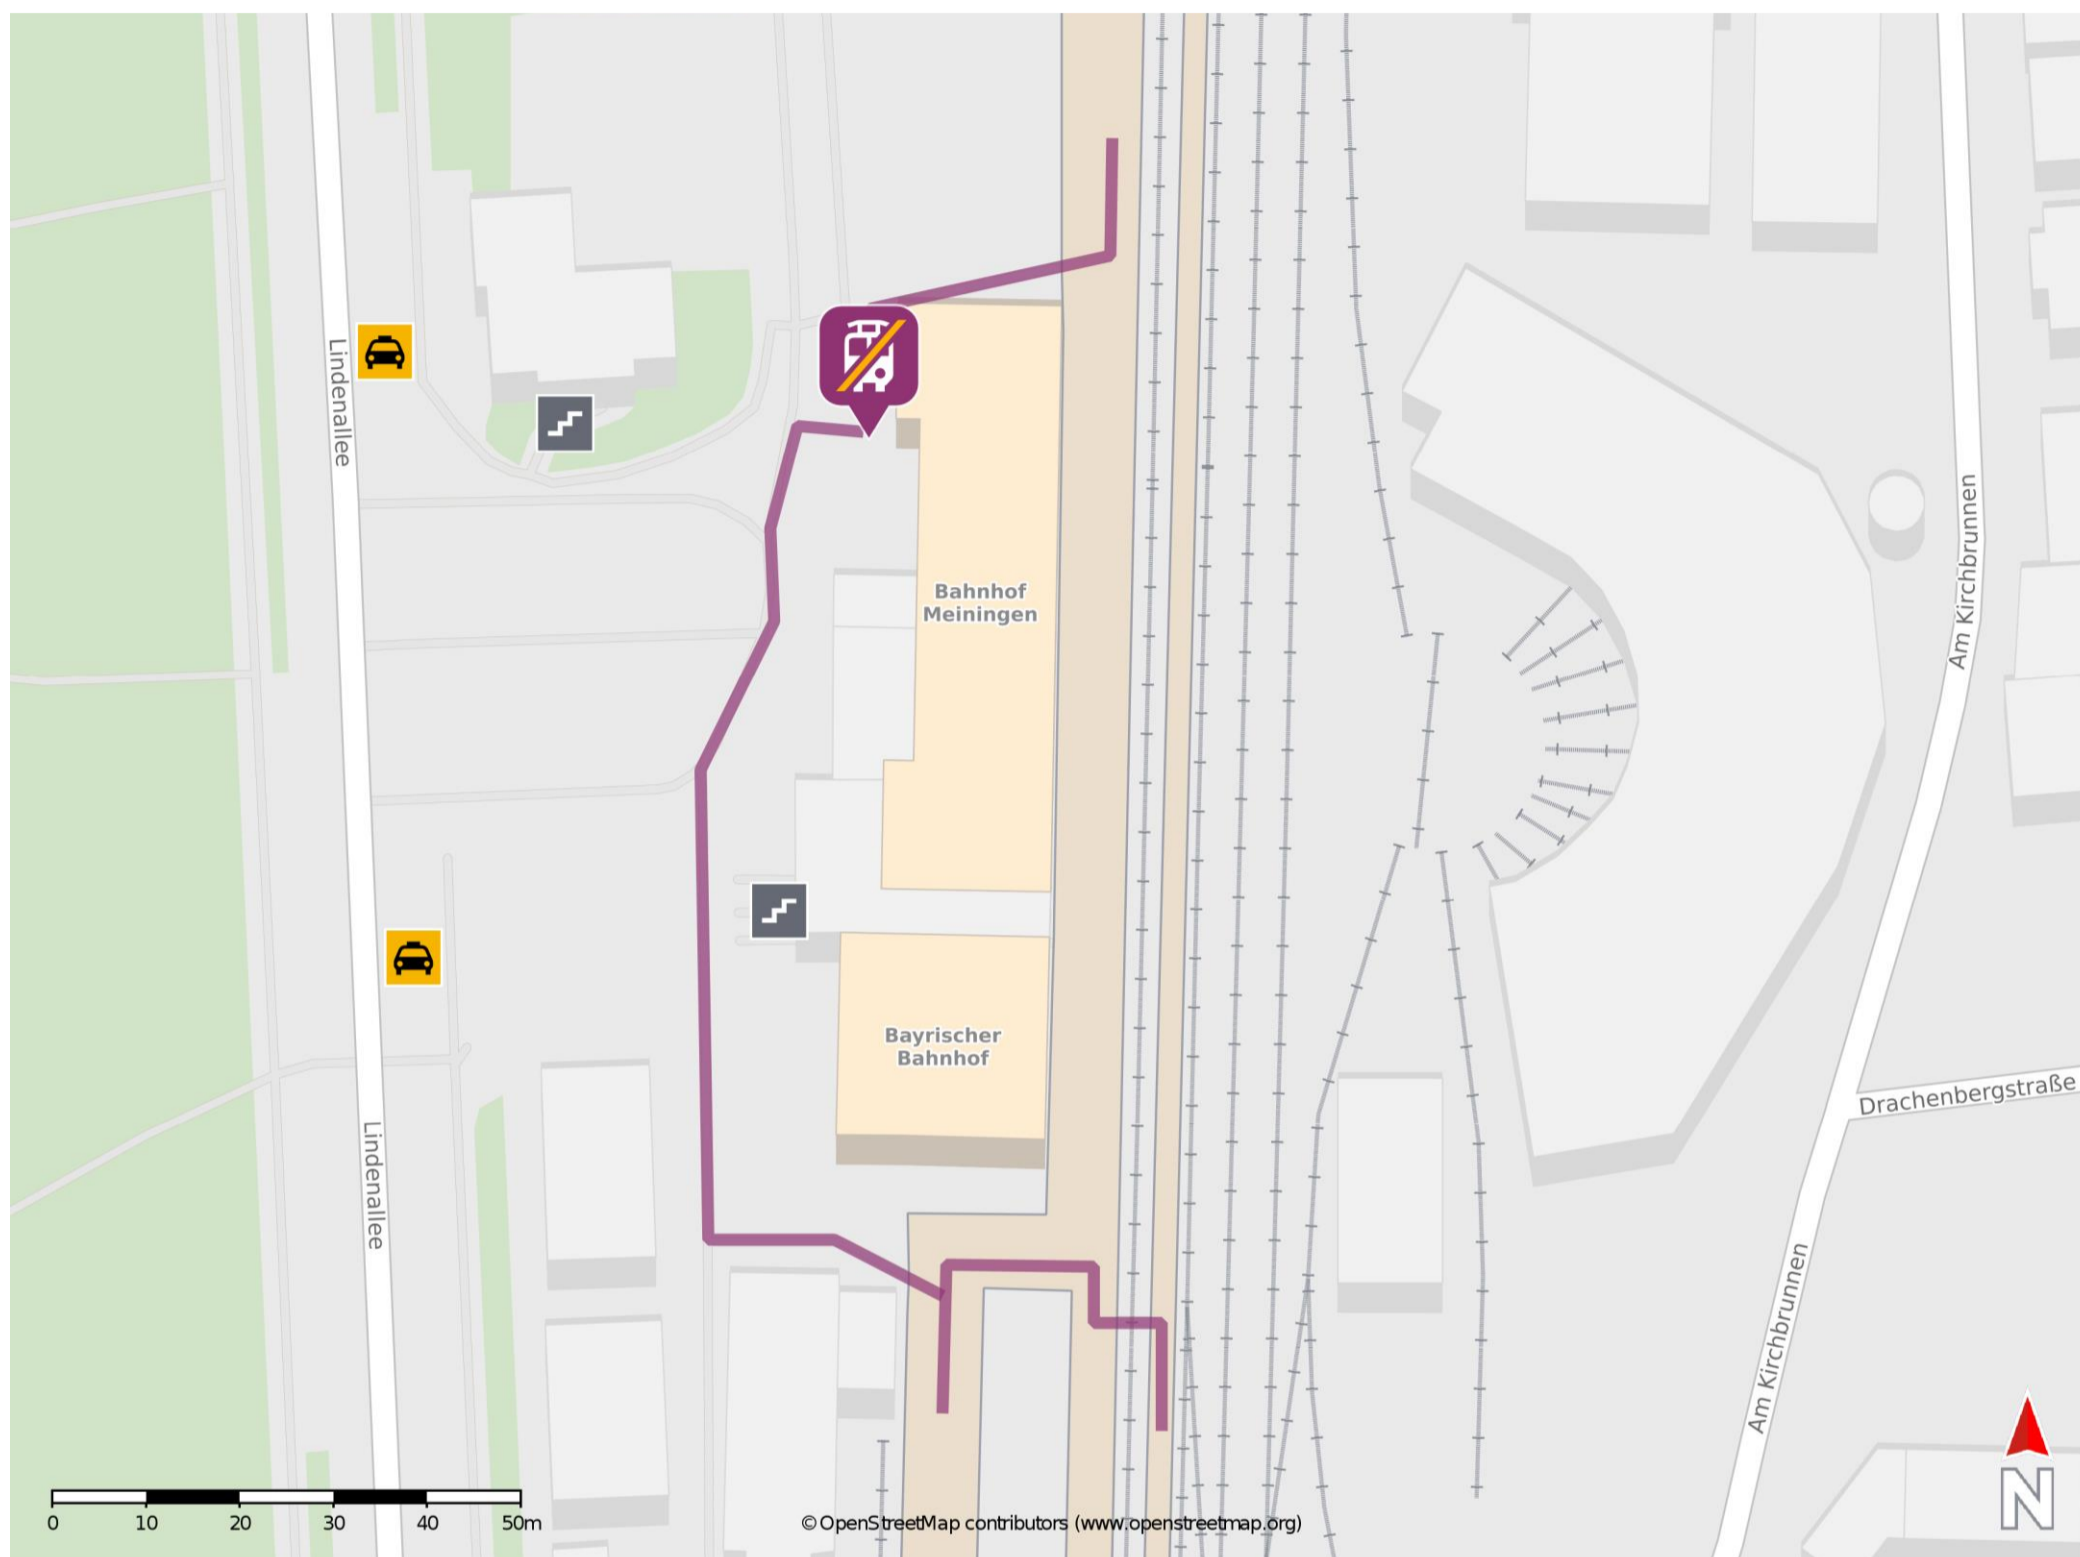 Lindenallee
Am Kirchbrunnen
Bahnhof
Meiningen
Bayrischer
Bahnhof
Drachenbergstraße
Lindenallee
Am Kirchbrunnen
N
0 10 20 30 40 50m
© OpenStreetMap contributors (www.openstreetmap.org)